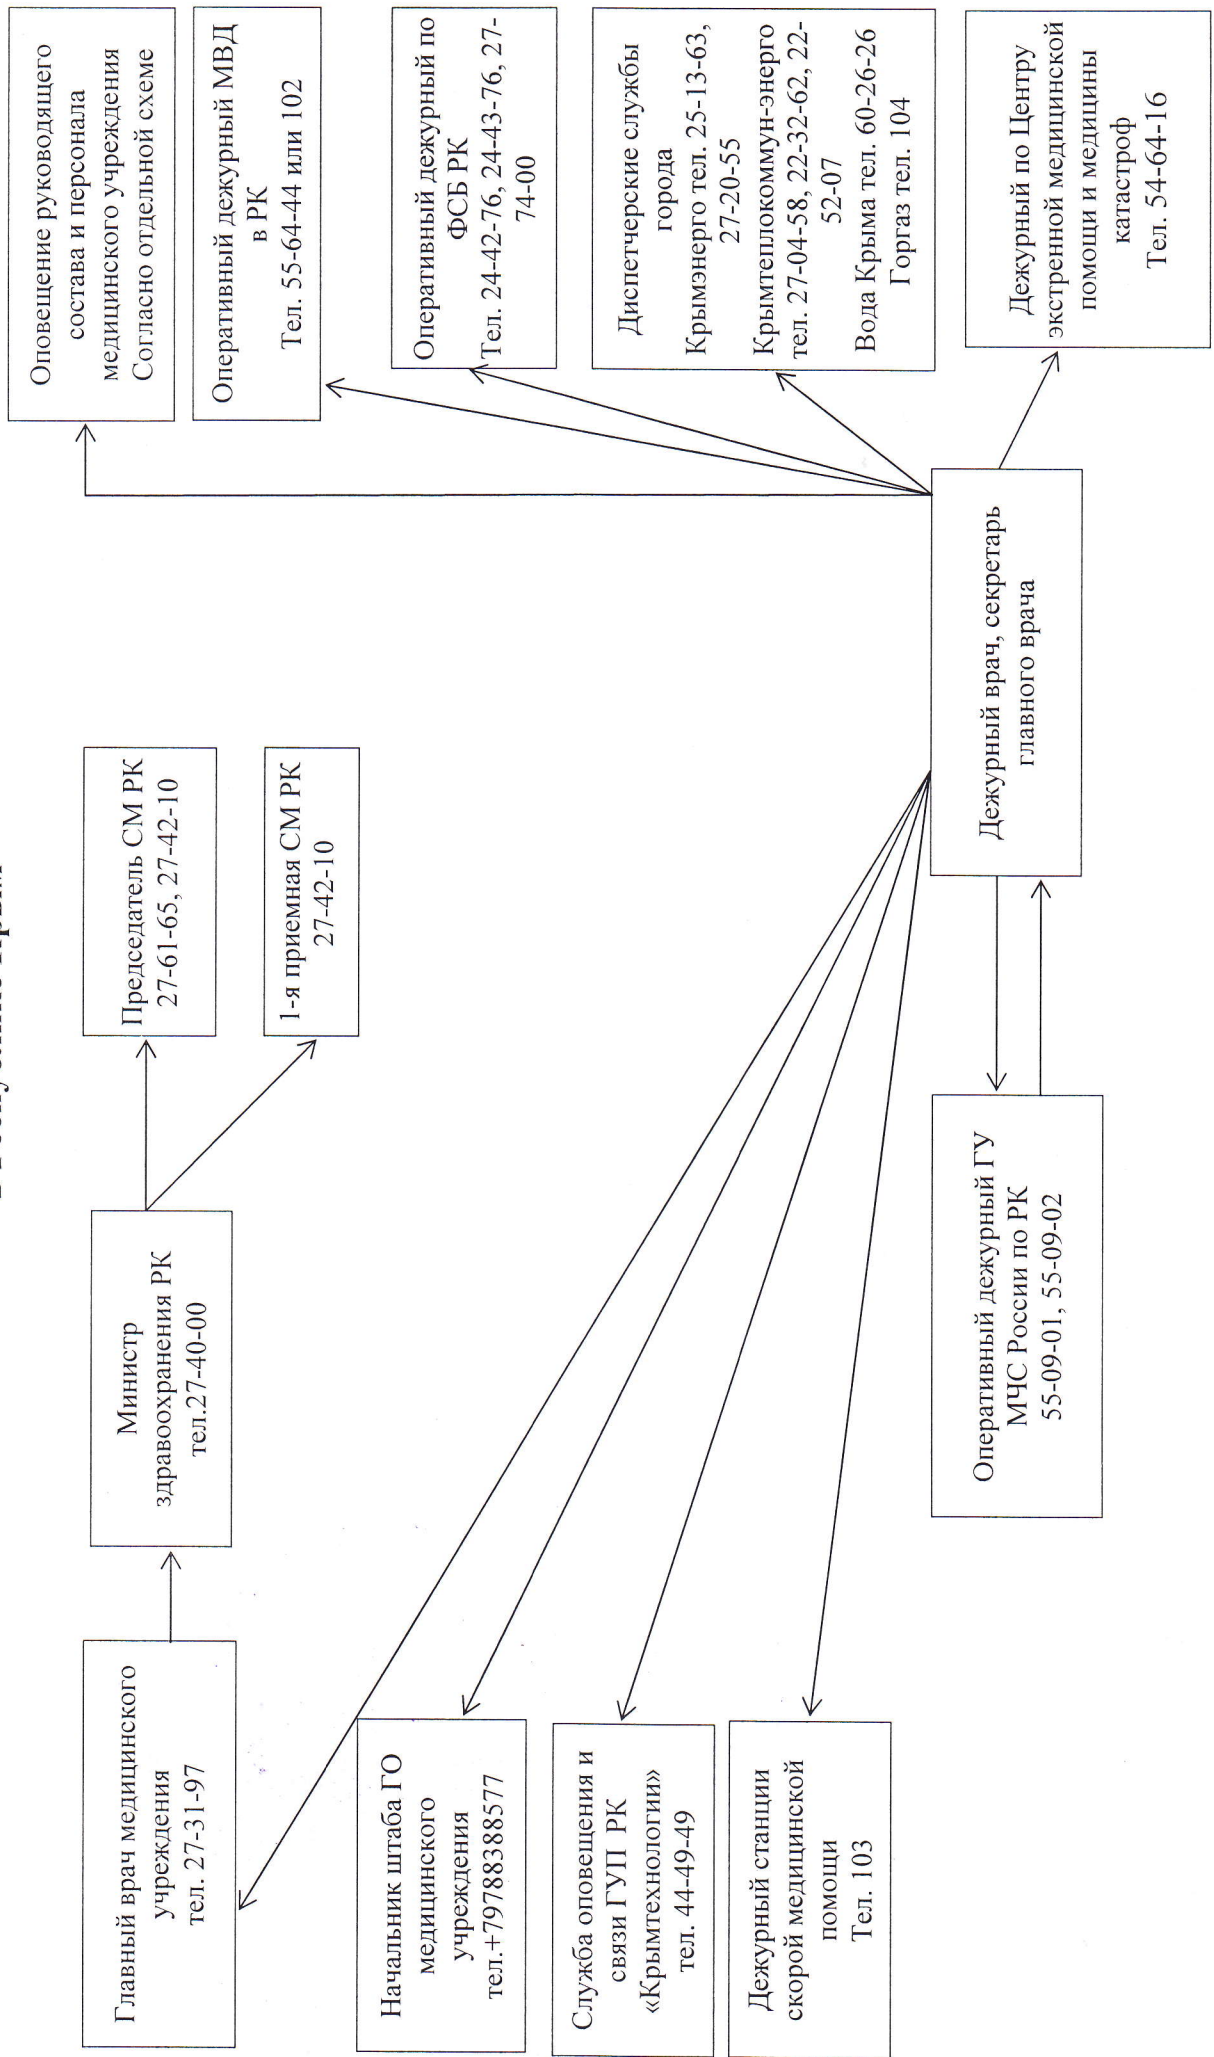 в Республике Крым
Главный врач медицинского
учреждения
тел. 27-31-97
Министр
здравоохранения РК
тел.27-40-00
Председатель СМ РК
27-61-65, 27-42-10
1-я приемная СМ РК
27-42-10
Оповещение руководящего
состава и персонала
медицинского учреждения
Согласно отдельной схеме
Оперативный дежурный МВД
в РК
Тел. 55-64-44 или 102
Начальник штаба ГО
медицинского
учреждения
тел.+79788388577
Оперативный дежурный по
ФСБ РК
Тел. 24-42-76, 24-43-76, 27-
74-00
Служба оповещения и
связи ГУП РК
«Крымтехнологии»
тел. 44-49-49
Диспетчерские службы
города
Крымэнерго тел. 25-13-63,
27-20-55
Крымтеплокоммун-энерго
тел. 27-04-58, 22-32-62, 22-
52-07
Вода Крыма тел. 60-26-26
Горгаз тел. 104
Дежурный станции
скорой медицинской
помощи
Тел. 103
Оперативный дежурный ГУ
МЧС России по РК
55-09-01, 55-09-02
Дежурный врач, секретарь
главного врача
Дежурный по Центру
экстренной медицинской
помощи и медицины
катастроф
Тел. 54-64-16